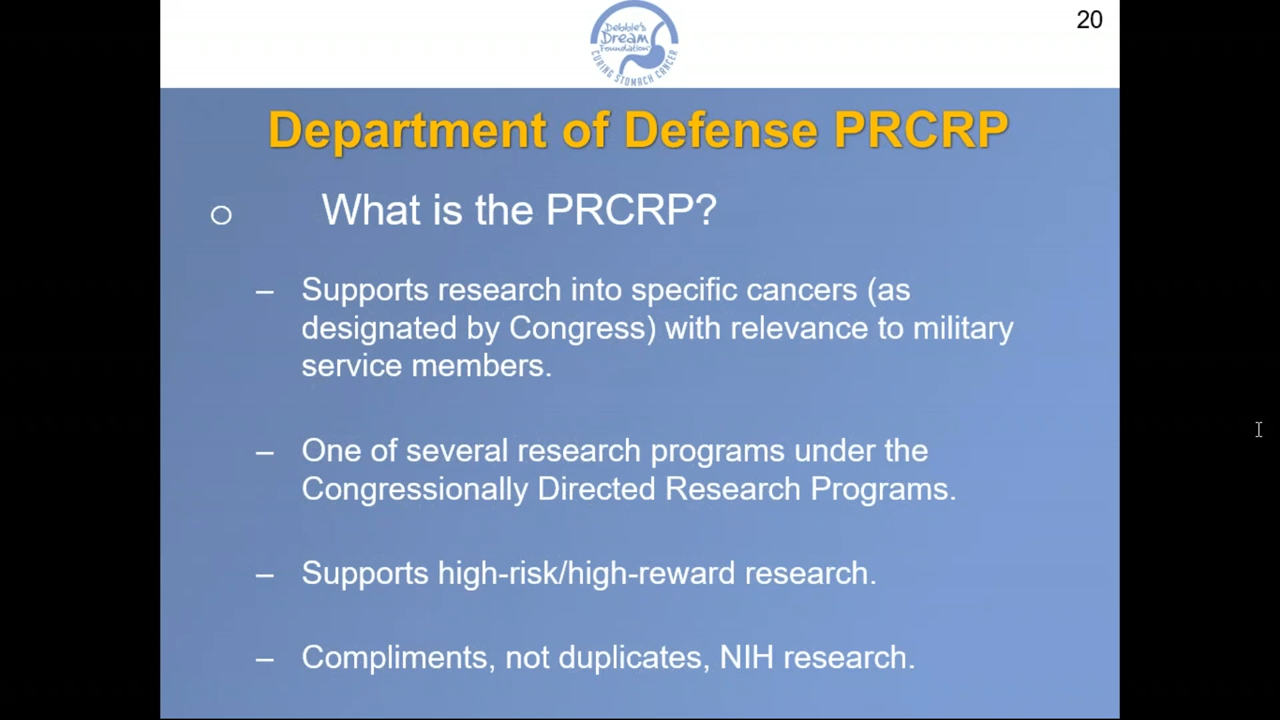 Debbie's
Dream
Foundation
CURING STOMACH CANCER
20
Department of Defense PRCRP
o What is the PRCRP?
– Supports research into specific cancers (as
designated by Congress) with relevance to military
service members.
– One of several research programs under the
Congressionally Directed Research Programs.
– Supports high-risk/high-reward research.
– Compliments, not duplicates, NIH research.